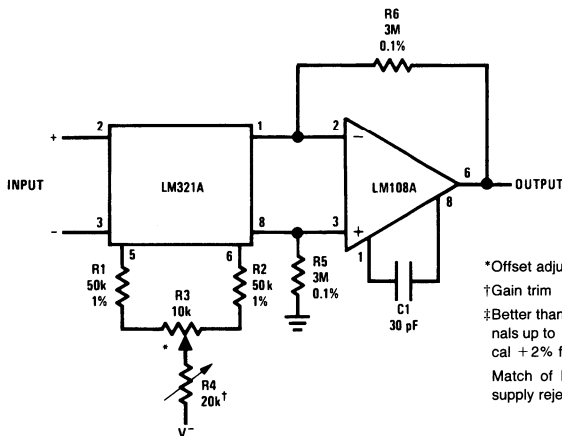 R6
3M
0.1%
+
2
1
2
−
6
INPUT
LM321A
LM108A
OUTPUT
8
−
3
8
3
+
5
6
1
R1
50k
1%
R2
50k
1%
R3
10k
*
R5
3M
0.1%
C1
30 pF
R4
20k†
V−
*Offset adju
†Gain trim
‡Better than
nals up to
cal +2% f
Match of
supply reje